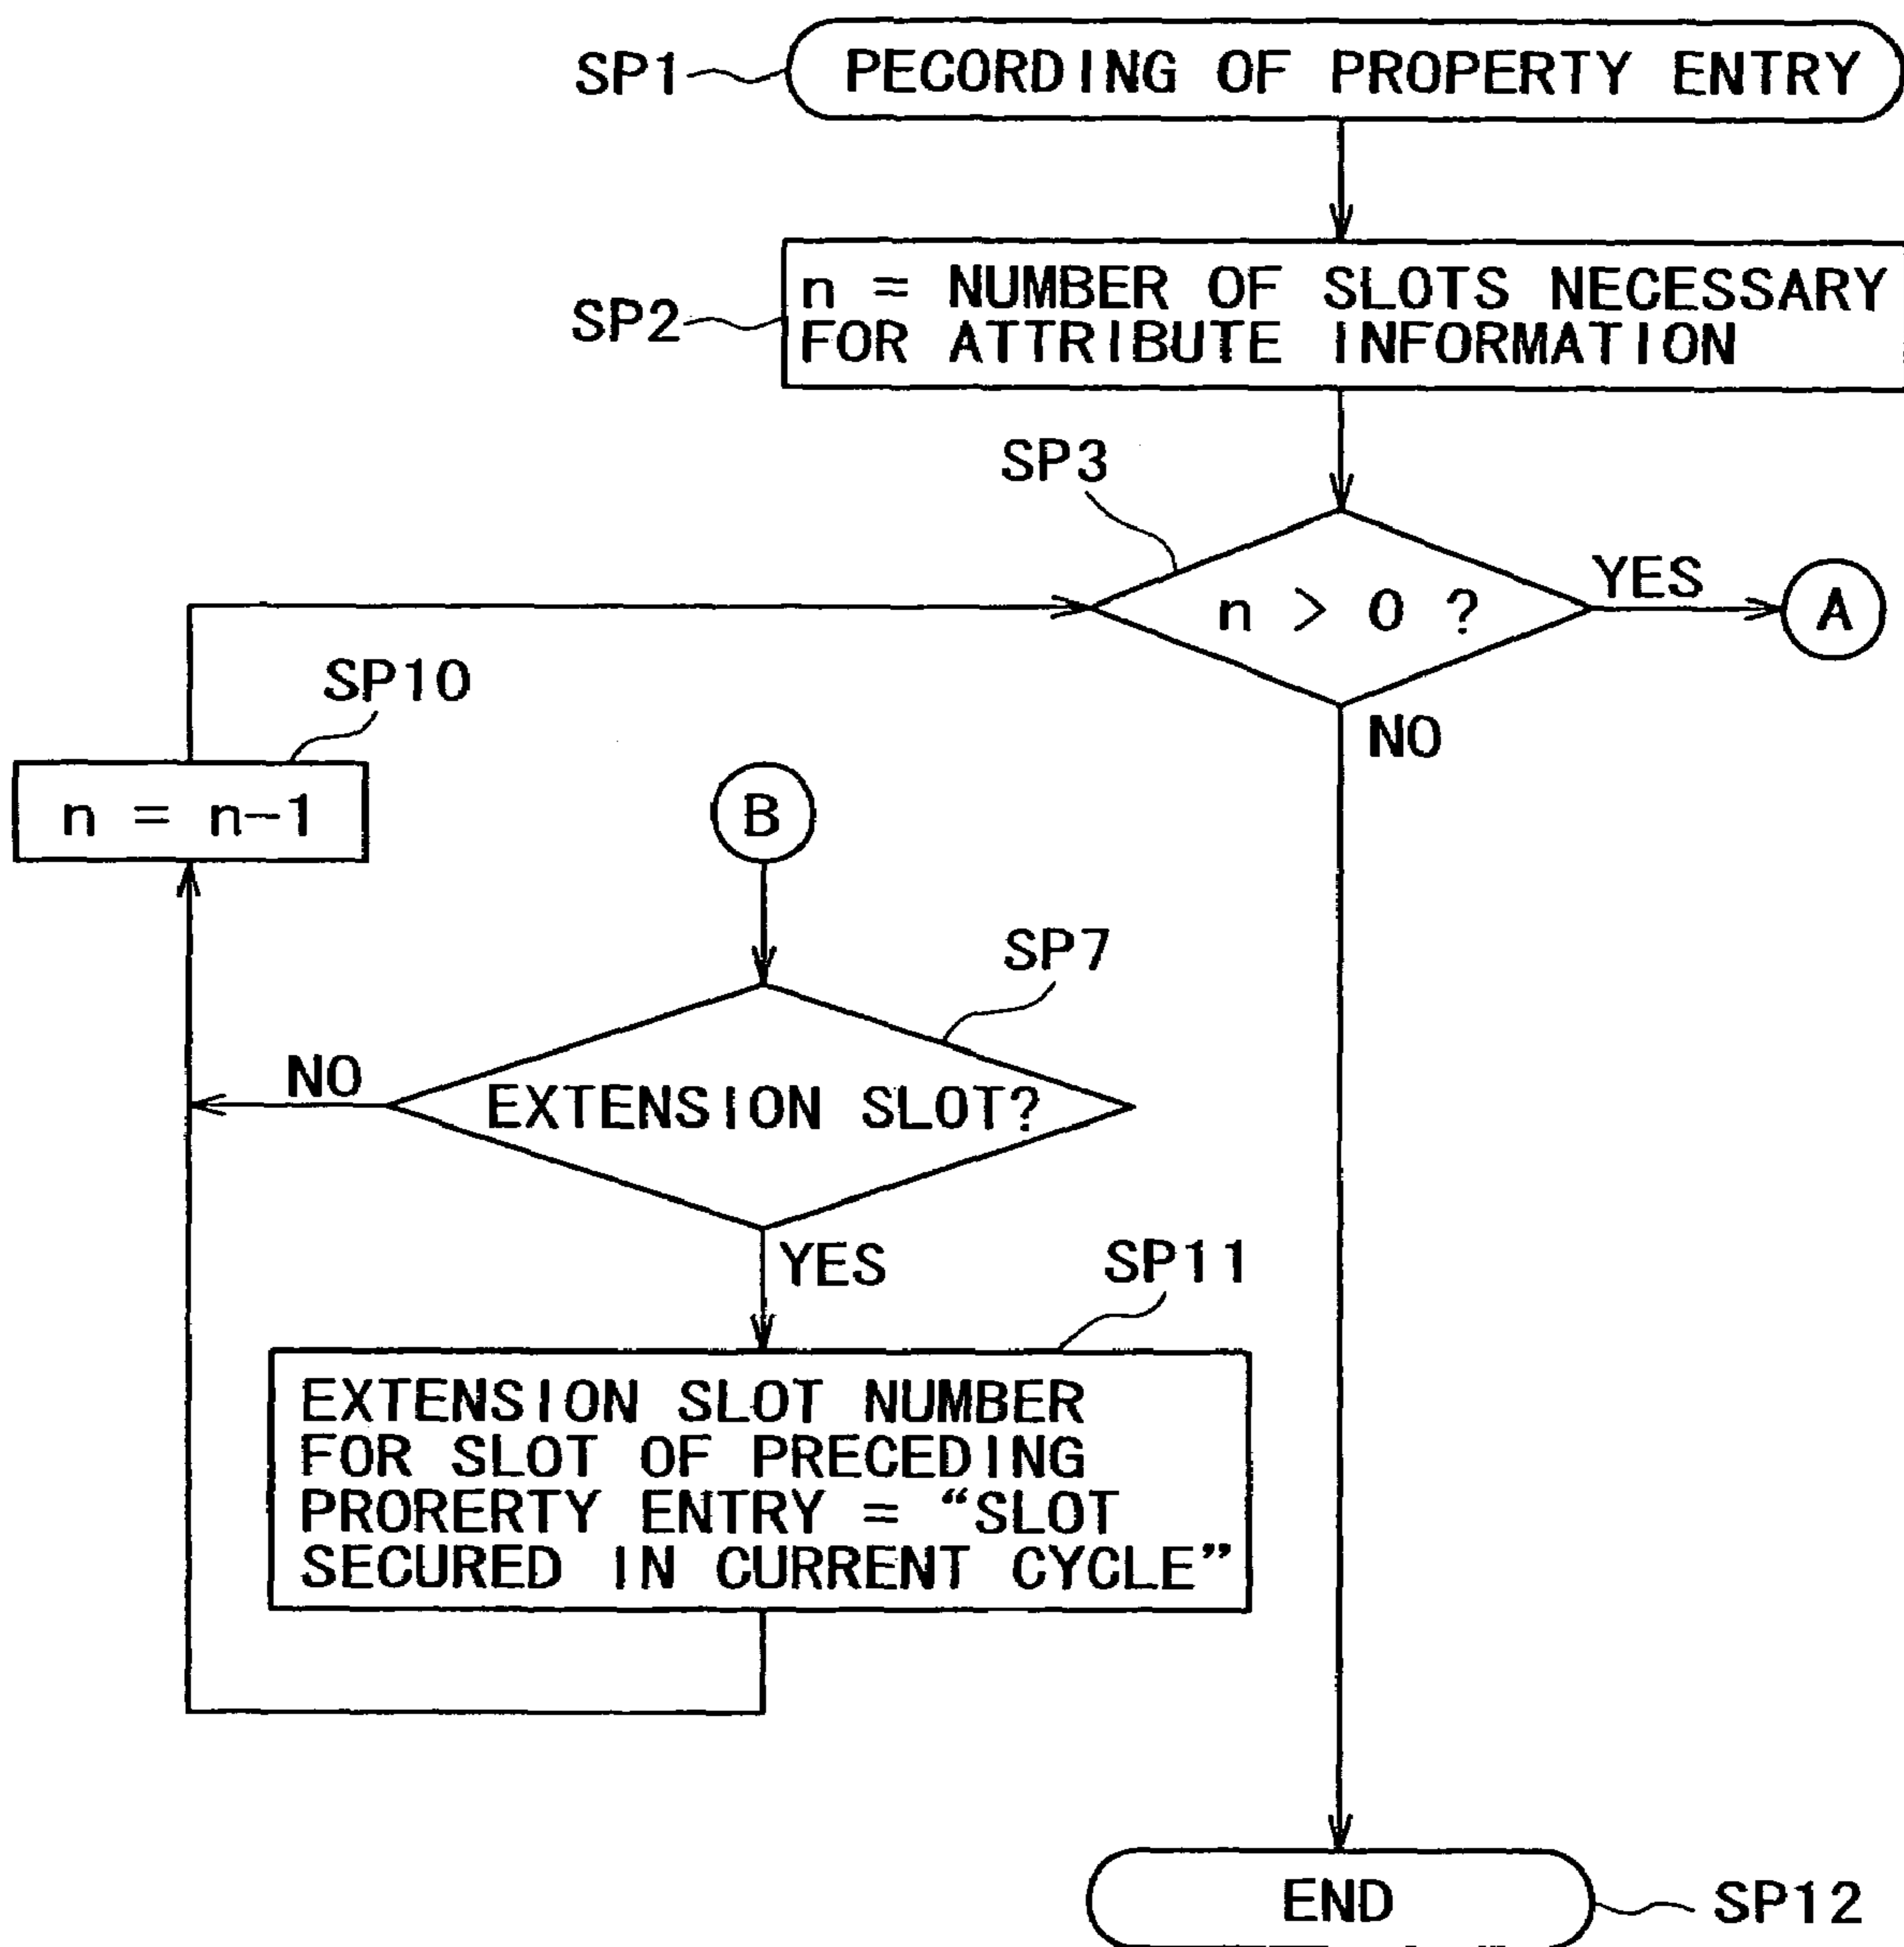 SP1
PECORDING OF PROPERTY ENTRY
SP2
n = NUMBER OF SLOTS NECESSARY
FOR ATTRIBUTE INFORMATION
SP3
n > 0 ?
YES
A
NO
SP10
n = n-1
B
SP7
EXTENSION SLOT?
NO
YES
SP11
EXTENSION SLOT NUMBER
FOR SLOT OF PRECEDING
PRORERTY ENTRY = “SLOT
SECURED IN CURRENT CYCLE”
END
SP12